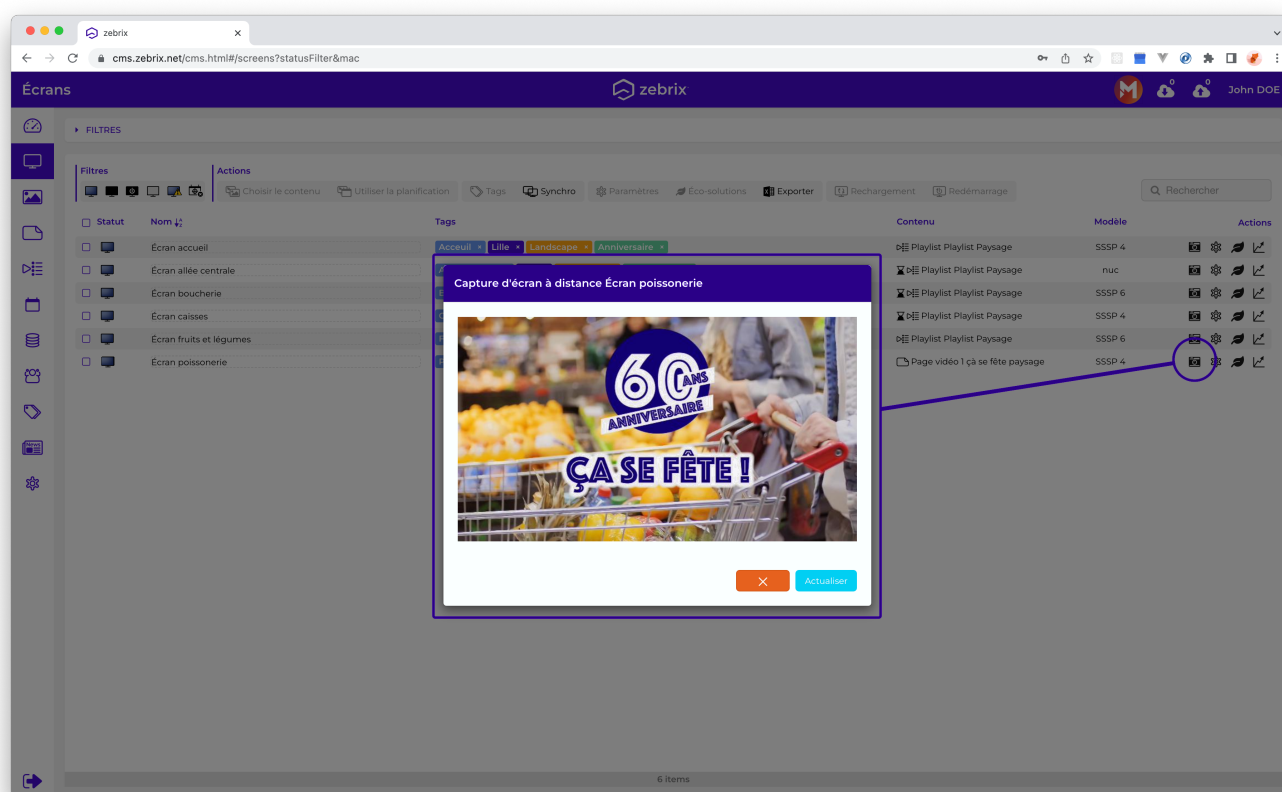 zebrix
cms.zebrix.net/cms.html#/screens?statusFilter&mac
Écrans
zebrix
M
0
0
John DOE
FILTRES
Filtres
Actions
Choisir le contenu
Utiliser la planification
Tags
Synchro
Paramètres
Éco-solutions
Exporter
Rechargement
Redémarrage
Rechercher
Statut
Nom
Tags
Contenu
Modèle
Actions
Écran accueil
Acceuil × Lille × Landscape × Anniversaire ×
Playlist Playlist Paysage
SSSP 4
Écran allée centrale
Playlist Playlist Paysage
nuc
Écran boucherie
Playlist Playlist Paysage
SSSP 6
Écran caisses
Playlist Playlist Paysage
SSSP 4
Écran fruits et légumes
Playlist Playlist Paysage
SSSP 6
Écran poissonerie
Page vidéo 1 çà se fête paysage
SSSP 4
Capture d'écran à distance Écran poissonerie
60 ANS
ANNIVERSAIRE
ÇA SE FÊTE !
Actualiser
6 items